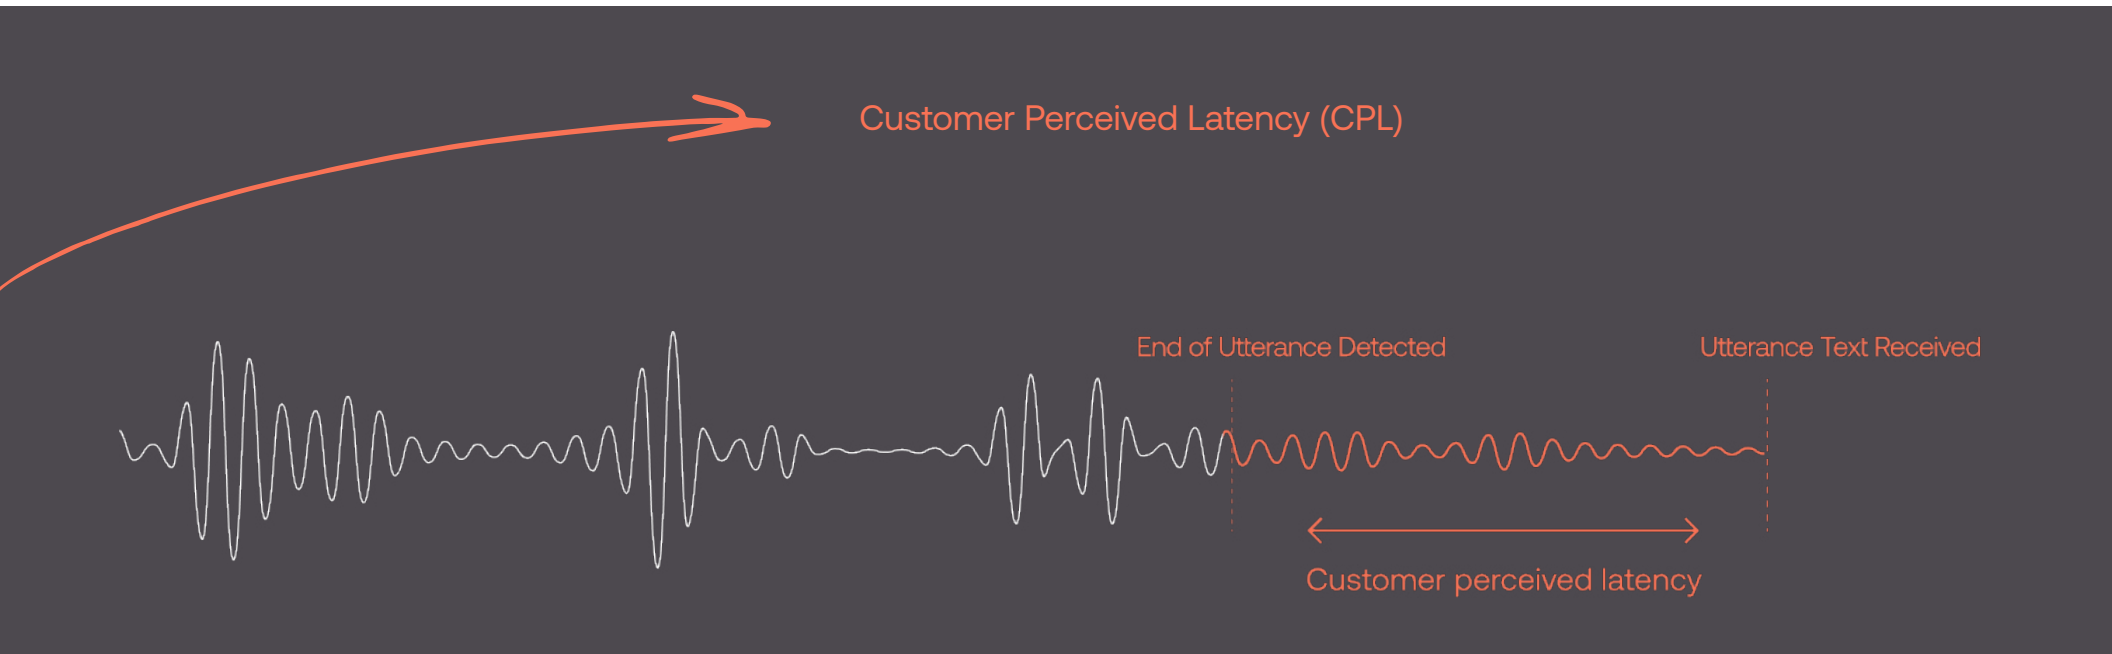 Customer Perceived Latency (CPL)
End of Utterance Detected
Utterance Text Received
Customer perceived latency